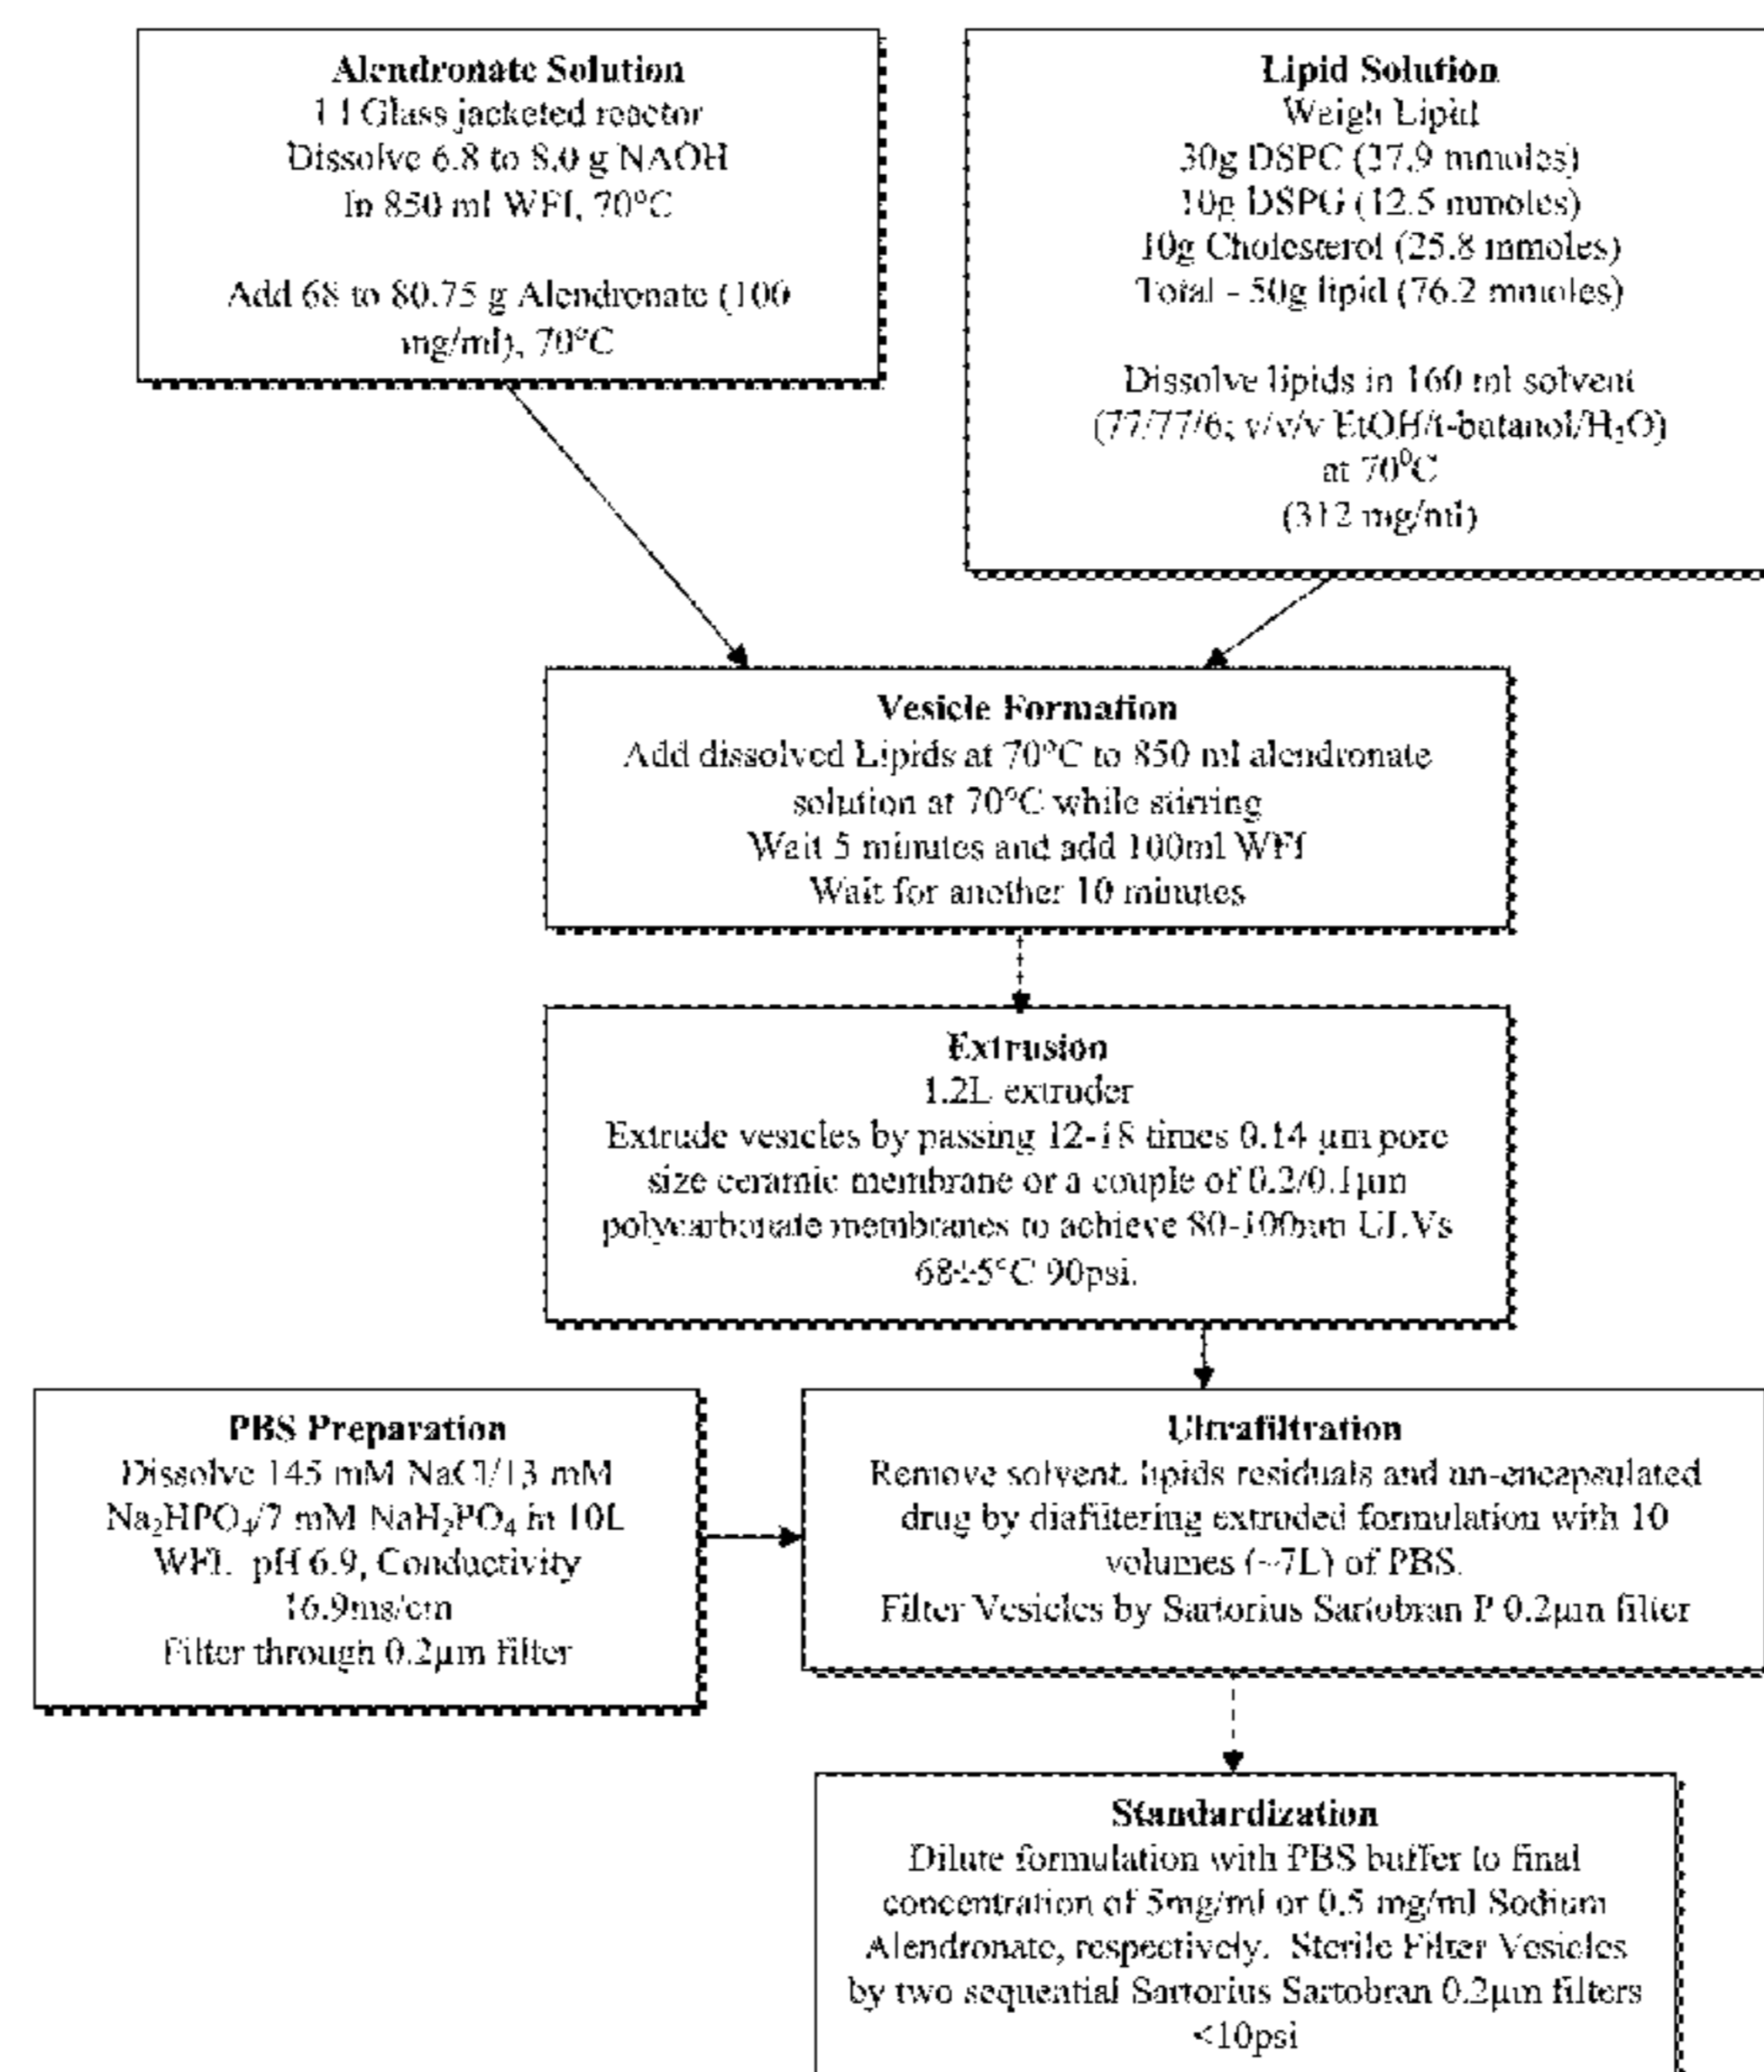 Alendronate Solution
1 l Glass jacketed reactor
Dissolve 6.8 to 8.0 g NAOH
In 850 ml WFI, 70°C
Add 68 to 80.75 g Alendronate (100
mg/ml), 70°C
Lipid Solution
Weigh Lipid
30g DSPC (37.9 mmoles)
10g DSPG (12.5 mmoles)
10g Cholesterol (25.8 mmoles)
Total - 50g lipid (76.2 mmoles)
Dissolve lipids in 160 ml solvent
(77/77/6; v/v/v EtOH/t-butanol/H₂O)
at 70⁰C
(312 mg/ml)
Vesicle Formation
Add dissolved Lipids at 70°C to 850 ml alendronate
solution at 70°C while stirring
Wait 5 minutes and add 100ml WFI
Wait for another 10 minutes
Extrusion
1.2L extruder
Extrude vesicles by passing 12-18 times 0.14 µm pore
size ceramic membrane or a couple of 0.2/0.1µm
polycarbonate membranes to achieve 80-100nm ULVs
68±5°C 90psi.
PBS Preparation
Dissolve 145 mM NaCl/13 mM
Na₂HPO₄/7 mM NaH₂PO₄ in 10L
WFI. pH 6.9, Conductivity
16.9ms/cm
Filter through 0.2µm filter
Ultrafiltration
Remove solvent, lipids residuals and un-encapsulated
drug by diafiltering extruded formulation with 10
volumes (~7L) of PBS.
Filter Vesicles by Sartorius Sartobran P 0.2µm filter
Standardization
Dilute formulation with PBS buffer to final
concentration of 5mg/ml or 0.5 mg/ml Sodium
Alendronate, respectively. Sterile Filter Vesicles
by two sequential Sartorius Sartobran 0.2µm filters
<10psi